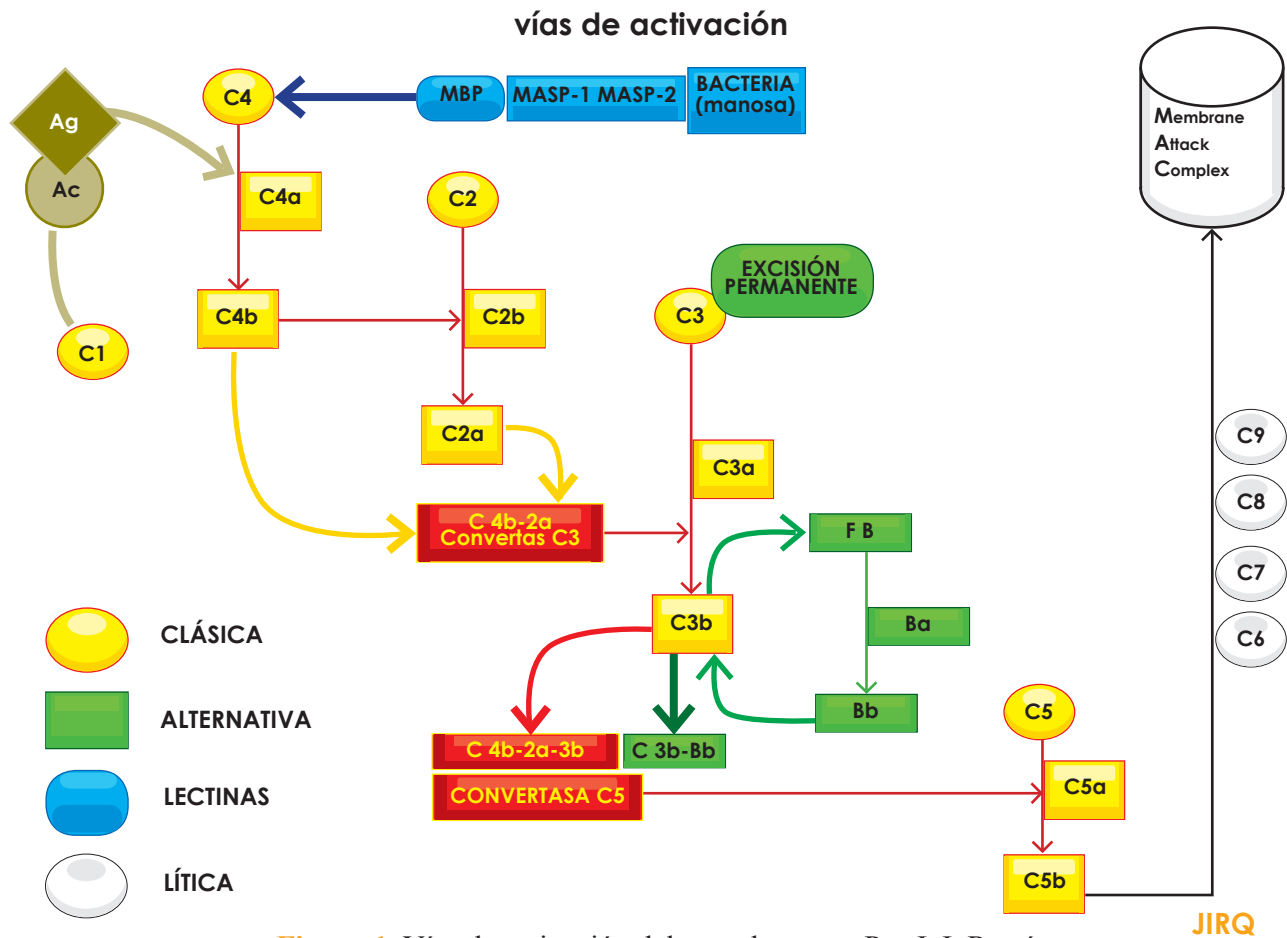 vías de activación
C4
MBP
MASP-1 MASP-2
BACTERIA
(manosa)
Membrane
Attack
Complex
Ag
Ac
C4a
C2
EXCISIÓN
PERMANENTE
C4b
C2b
C3
C1
C2a
C3a
C9
C8
C 4b-2a
Convertas C3
F B
C7
C3b
Ba
C6
CLÁSICA
ALTERNATIVA
Bb
C5
C 4b-2a-3b
C 3b-Bb
LECTINAS
CONVERTASA C5
C5a
LÍTICA
C5b
JIRQ